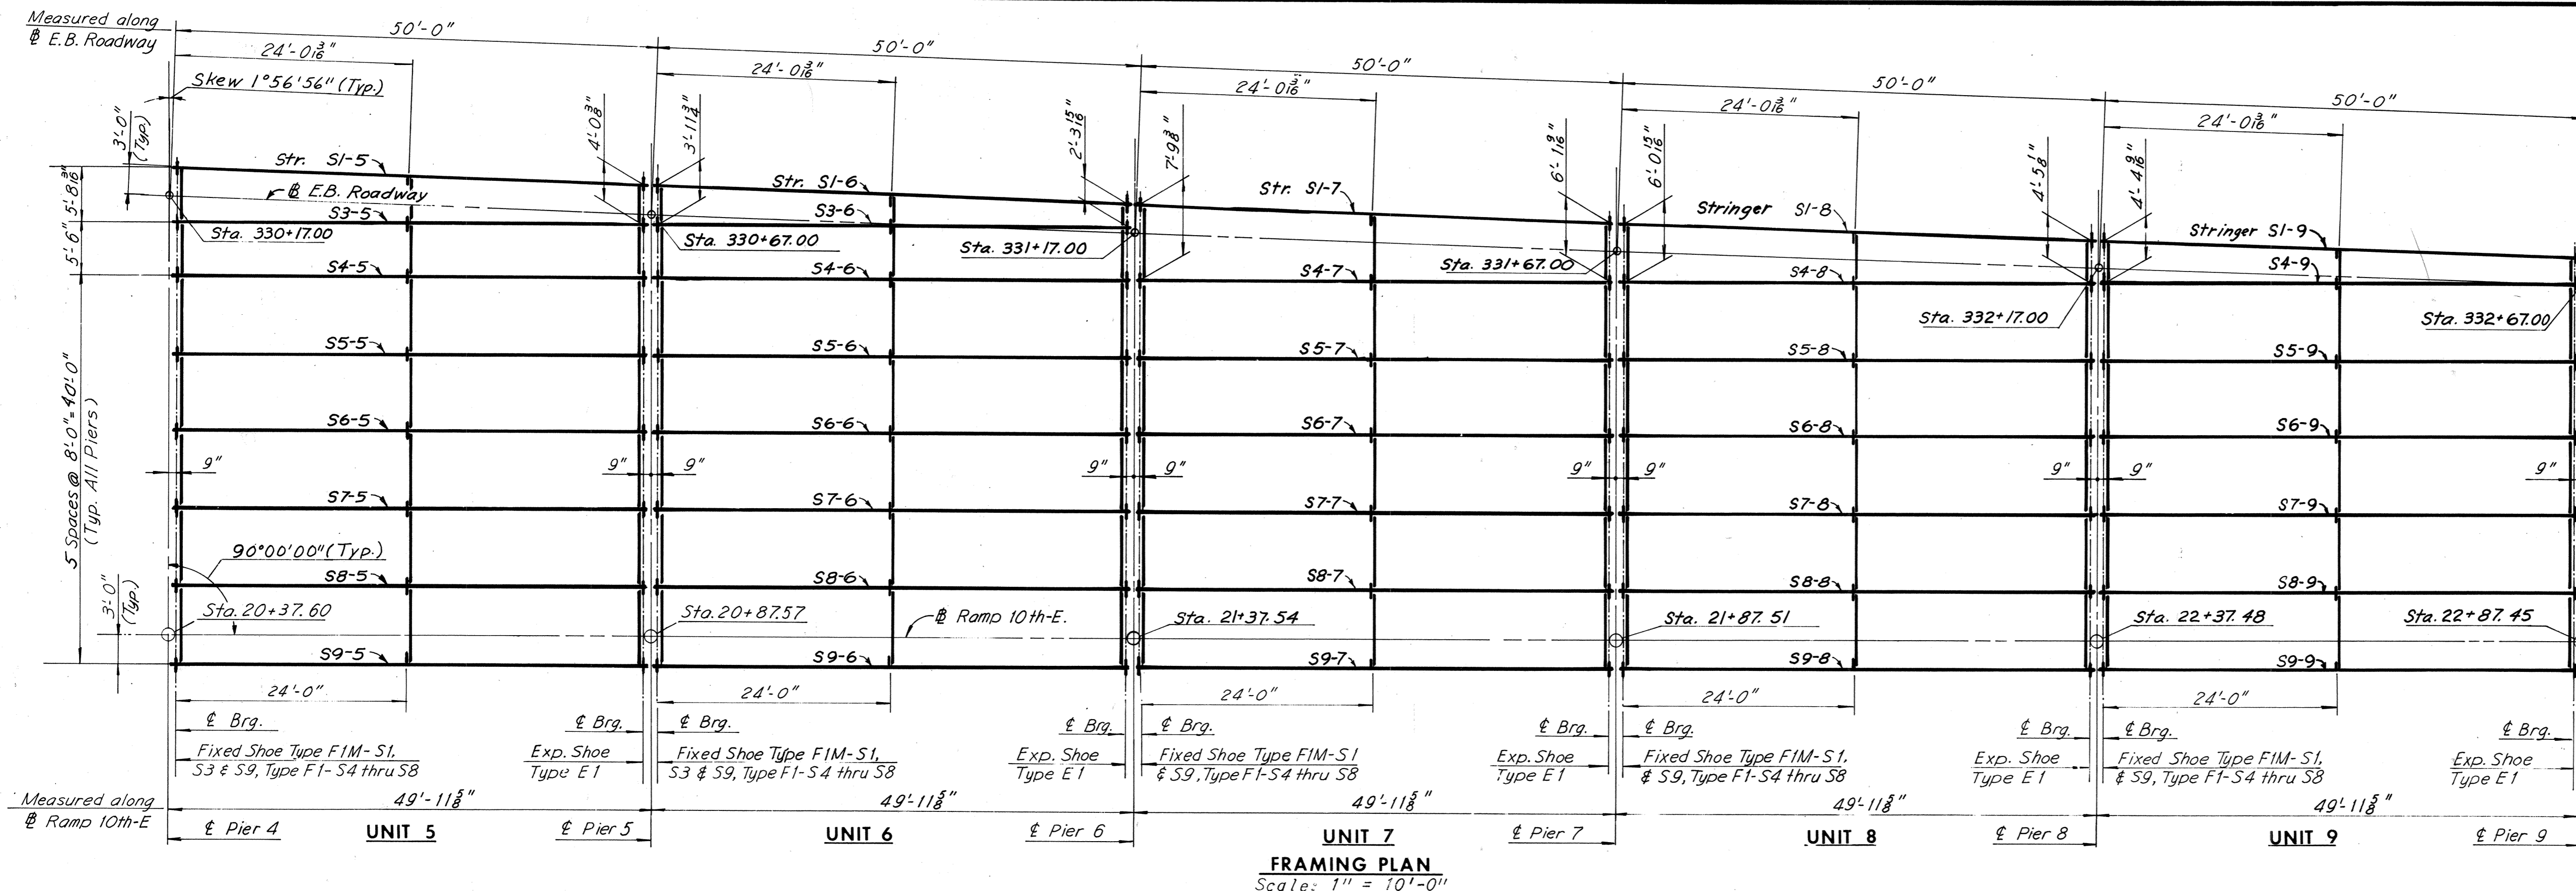 Measured along
℄ E.B. Roadway
50'-0"
50'-0"
50'-0"
50'-0"
50'-0"
24'-0 3/16"
24'-0 3/16"
24'-0 3/16"
24'-0 3/16"
24'-0 3/16"
Skew 1°56'56" (Typ.)
3'-0"
(Typ.)
4'-0 3/8"
3'-11 3/4"
2'-3 15/16"
7'-9 3/8"
6'-1 9/16"
6'-0 15/16"
4'-5 1/8"
4'-4 9/16"
5'-8 3/16"
5'-6"
5 Spaces @ 8'-0" = 40'-0"
(Typ. All Piers)
3'-0"
(Typ.)
Str. S1-5
Str. S1-6
Str. S1-7
Stringer S1-8
Stringer S1-9
℄ E.B. Roadway
S3-5
S3-6
Sta. 330+17.00
Sta. 330+67.00
Sta. 331+17.00
Sta. 331+67.00
Sta. 332+17.00
Sta. 332+67.00
S4-5
S4-6
S4-7
S4-8
S4-9
S5-5
S5-6
S5-7
S5-8
S5-9
S6-5
S6-6
S6-7
S6-8
S6-9
9"
9"
9"
9"
9"
9"
9"
9"
9"
9"
S7-5
S7-6
S7-7
S7-8
S7-9
90°00'00" (Typ.)
S8-5
S8-6
S8-7
S8-8
S8-9
Sta. 20+37.60
Sta. 20+87.57
℄ Ramp 10th-E.
Sta. 21+37.54
Sta. 21+87.51
Sta. 22+37.48
Sta. 22+87.45
S9-5
S9-6
S9-7
S9-8
S9-9
24'-0"
24'-0"
24'-0"
24'-0"
24'-0"
℄ Brg.
℄ Brg.
℄ Brg.
℄ Brg.
℄ Brg.
℄ Brg.
℄ Brg.
℄ Brg.
℄ Brg.
℄ Brg.
Fixed Shoe Type F1M-S1,
S3 & S9, Type F1-S4 thru S8
Exp. Shoe
Type E1
Fixed Shoe Type F1M-S1,
S3 & S9, Type F1-S4 thru S8
Exp. Shoe
Type E1
Fixed Shoe Type F1M-S1
& S9, Type F1-S4 thru S8
Exp. Shoe
Type E1
Fixed Shoe Type F1M-S1,
& S9, Type F1-S4 thru S8
Exp. Shoe
Type E1
Fixed Shoe Type F1M-S1,
& S9, Type F1-S4 thru S8
Exp. Shoe
Type E1
Measured along
℄ Ramp 10th-E
49'-11 5/8"
49'-11 5/8"
49'-11 5/8"
49'-11 5/8"
49'-11 5/8"
℄ Pier 4
UNIT 5
℄ Pier 5
UNIT 6
℄ Pier 6
UNIT 7
℄ Pier 7
UNIT 8
℄ Pier 8
UNIT 9
℄ Pier 9
FRAMING PLAN
Scale: 1" = 10'-0"